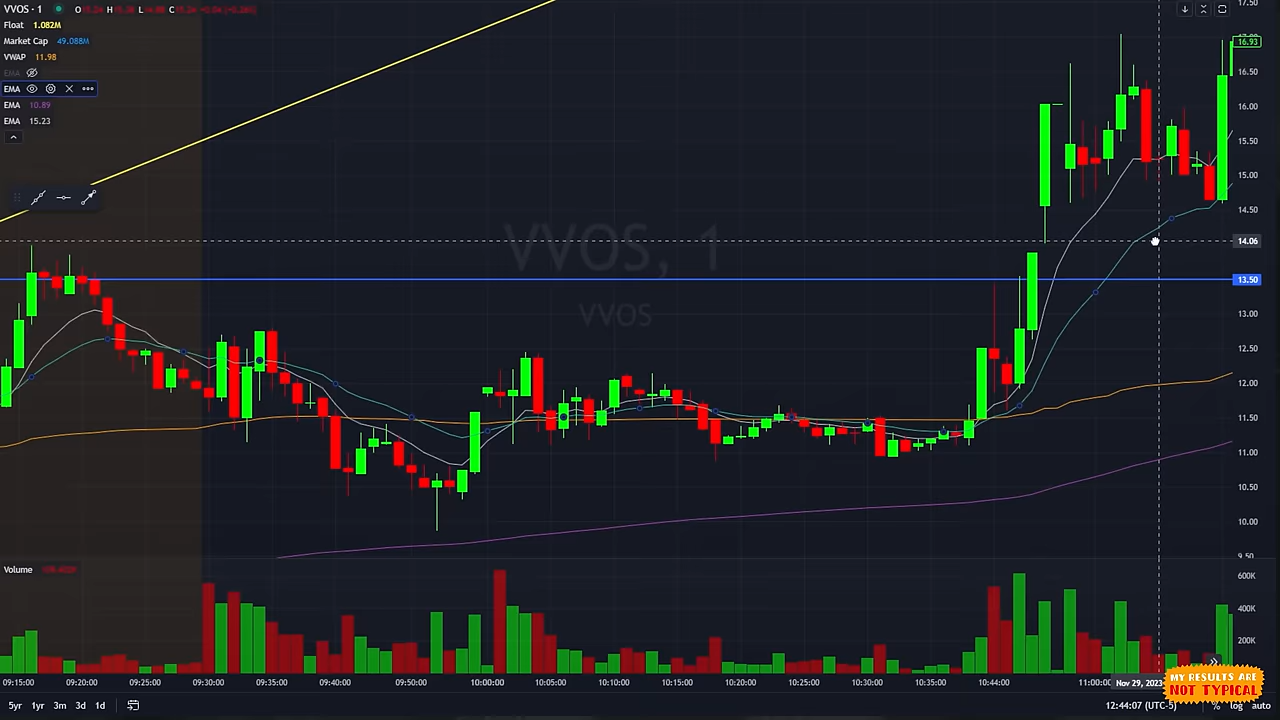 VVOS · 1
Float 1.082M
Market Cap 49.088M
VWAP 11.98
EMA
EMA
EMA 10.89
EMA 15.23
VVOS, 1
VVOS
17.50
16.93
16.50
16.00
15.50
15.00
14.50
14.06
13.50
13.00
12.50
12.00
11.50
11.00
10.50
10.00
9.50
Volume
600K
400K
200K
09:15:00 09:20:00 09:25:00 09:30:00 09:35:00 09:40:00 09:45:00 09:50:00 09:55:00 10:00:00 10:05:00 10:10:00 10:15:00 10:20:00 10:25:00 10:30:00 10:35:00 10:44:00 11:00:00 Nov 29, 2023
MY RESULTS ARE
NOT TYPICAL
5yr 1yr 3m 3d 1d
12:44:07 (UTC-5) % log auto